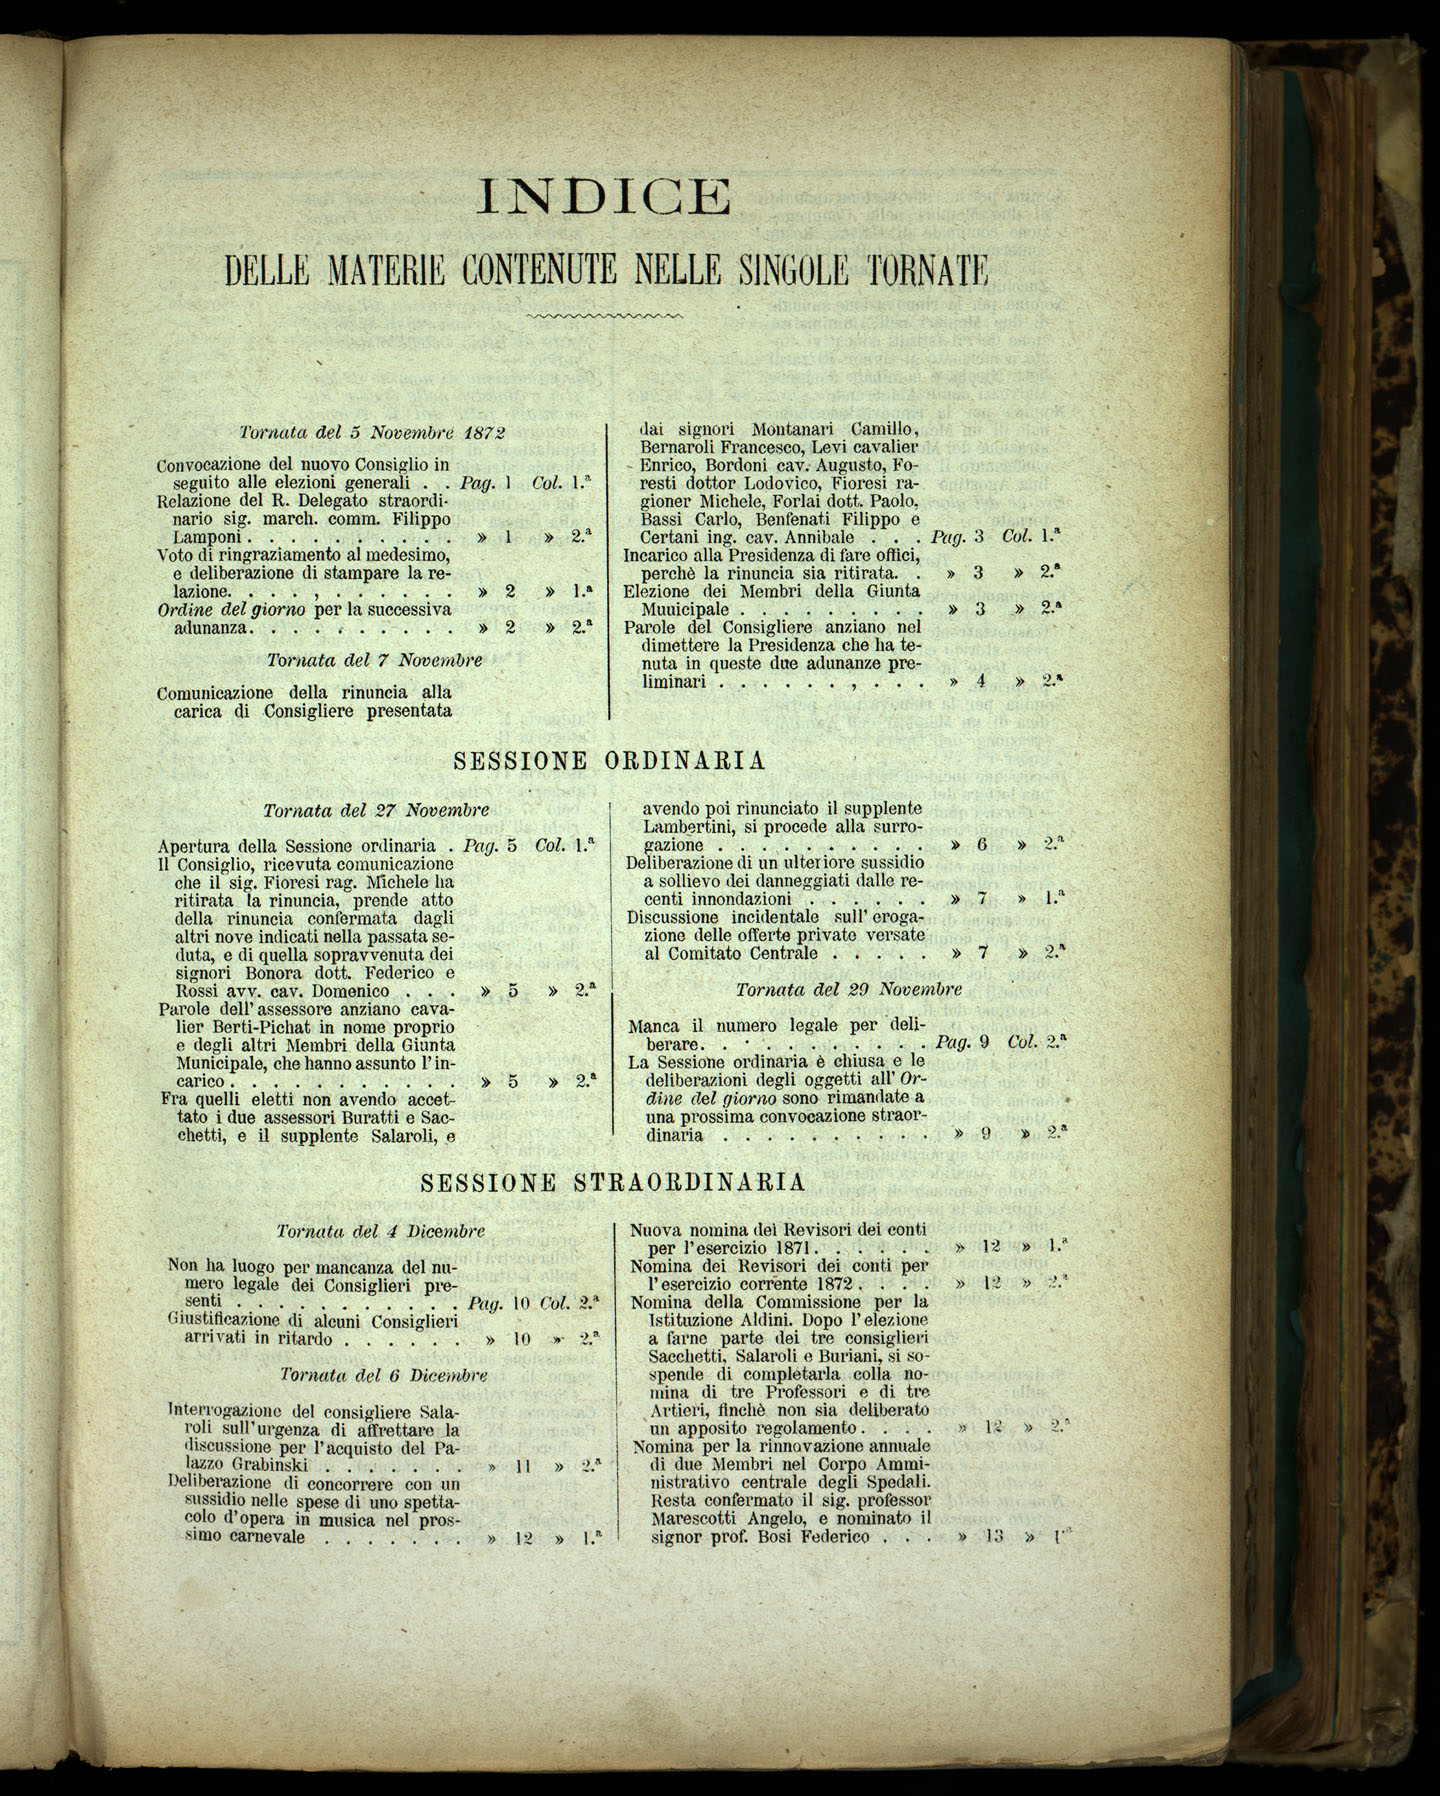 INDICE
DELLE MATERIE CONTENUTE NELLE SINGOLE TORNATE
Tornata del 5 Novembre 1872
Convocazione del nuovo Consiglio in
seguito alle elezioni generali . . Pag. 1 Col. 1.ª
Relazione del R. Delegato straordi-
nario sig. march. comm. Filippo
Lamponi . . . . . . . . . . » 1 » 2.ª
Voto di ringraziamento al medesimo,
e deliberazione di stampare la re-
lazione. . . . , . . . . . . » 2 » 1.ª
Ordine del giorno per la successiva
adunanza. . . . . . . . . . » 2 » 2.ª
Tornata del 7 Novembre
Comunicazione della rinuncia alla
carica di Consigliere presentata
dai signori Montanari Camillo,
Bernaroli Francesco, Levi cavalier
Enrico, Bordoni cav. Augusto, Fo-
resti dottor Lodovico, Fioresi ra-
gioner Michele, Forlai dott. Paolo,
Bassi Carlo, Benfenati Filippo e
Certani ing. cav. Annibale . . . Pag. 3 Col. 1.ª
Incarico alla Presidenza di fare offici,
perchè la rinuncia sia ritirata. . » 3 » 2.ª
Elezione dei Membri della Giunta
Muuicipale . . . . . . . . . » 3 » 2.ª
Parole del Consigliere anziano nel
dimettere la Presidenza che ha te-
nuta in queste due adunanze pre-
liminari . . . . . . , . . . » 4 » 2.ª
SESSIONE ORDINARIA
Tornata del 27 Novembre
Apertura della Sessione ordinaria . Pag. 5 Col. 1.ª
Il Consiglio, ricevuta comunicazione
che il sig. Fioresi rag. Michele ha
ritirata la rinuncia, prende atto
della rinuncia confermata dagli
altri nove indicati nella passata se-
duta, e di quella sopravvenuta dei
signori Bonora dott. Federico e
Rossi avv. cav. Domenico . . . » 5 » 2.ª
Parole dell' assessore anziano cava-
lier Berti-Pichat in nome proprio
e degli altri Membri della Giunta
Municipale, che hanno assunto l' in-
carico . . . . . . . . . . . » 5 » 2.ª
Fra quelli eletti non avendo accet-
tato i due assessori Buratti e Sac-
chetti, e il supplente Salaroli, e
avendo poi rinunciato il supplente
Lambertini, si procede alla surro-
gazione . . . . . . . . . . » 6 » 2.ª
Deliberazione di un ulteriore sussidio
a sollievo dei danneggiati dalle re-
centi innondazioni . . . . . . » 7 » 1.ª
Discussione incidentale sull' eroga-
zione delle offerte private versate
al Comitato Centrale . . . . . » 7 » 2.ª
Tornata del 29 Novembre
Manca il numero legale per deli-
berare. . . . . . . . . . . Pag. 9 Col. 2.ª
La Sessione ordinaria è chiusa e le
deliberazioni degli oggetti all' Or-
dine del giorno sono rimandate a
una prossima convocazione straor-
dinaria . . . . . . . . . . » 9 » 2.ª
SESSIONE STRAORDINARIA
Tornata del 4 Dicembre
Non ha luogo per mancanza del nu-
mero legale dei Consiglieri pre-
senti . . . . . . . . . . . Pag. 10 Col. 2.ª
Giustificazione di alcuni Consiglieri
arrivati in ritardo . . . . . . » 10 » 2.ª
Tornata del 6 Dicembre
Interrogazione del consigliere Sala-
roli sull' urgenza di affrettare la
discussione per l' acquisto del Pa-
lazzo Grabinski . . . . . . . » 11 » 2.ª
Deliberazione di concorrere con un
sussidio nelle spese di uno spetta-
colo d' opera in musica nel pros-
simo carnevale . . . . . . . » 12 » 1.ª
Nuova nomina dei Revisori dei conti
per l' esercizio 1871. . . . . . » 12 » 1.ª
Nomina dei Revisori dei conti per
l' esercizio corrente 1872 . . . . » 12 » 2.ª
Nomina della Commissione per la
Istituzione Aldini. Dopo l' elezione
a farne parte dei tre consiglieri
Sacchetti, Salaroli e Buriani, si so-
spende di completarla colla no-
mina di tre Professori e di tre
Artieri, finchè non sia deliberato
un apposito regolamento . . . . » 12 » 2.ª
Nomina per la rinnovazione annuale
di due Membri nel Corpo Ammi-
nistrativo centrale degli Spedali.
Resta confermato il sig. professor
Marescotti Angelo, e nominato il
signor prof. Bosi Federico . . . » 13 » 1.ª